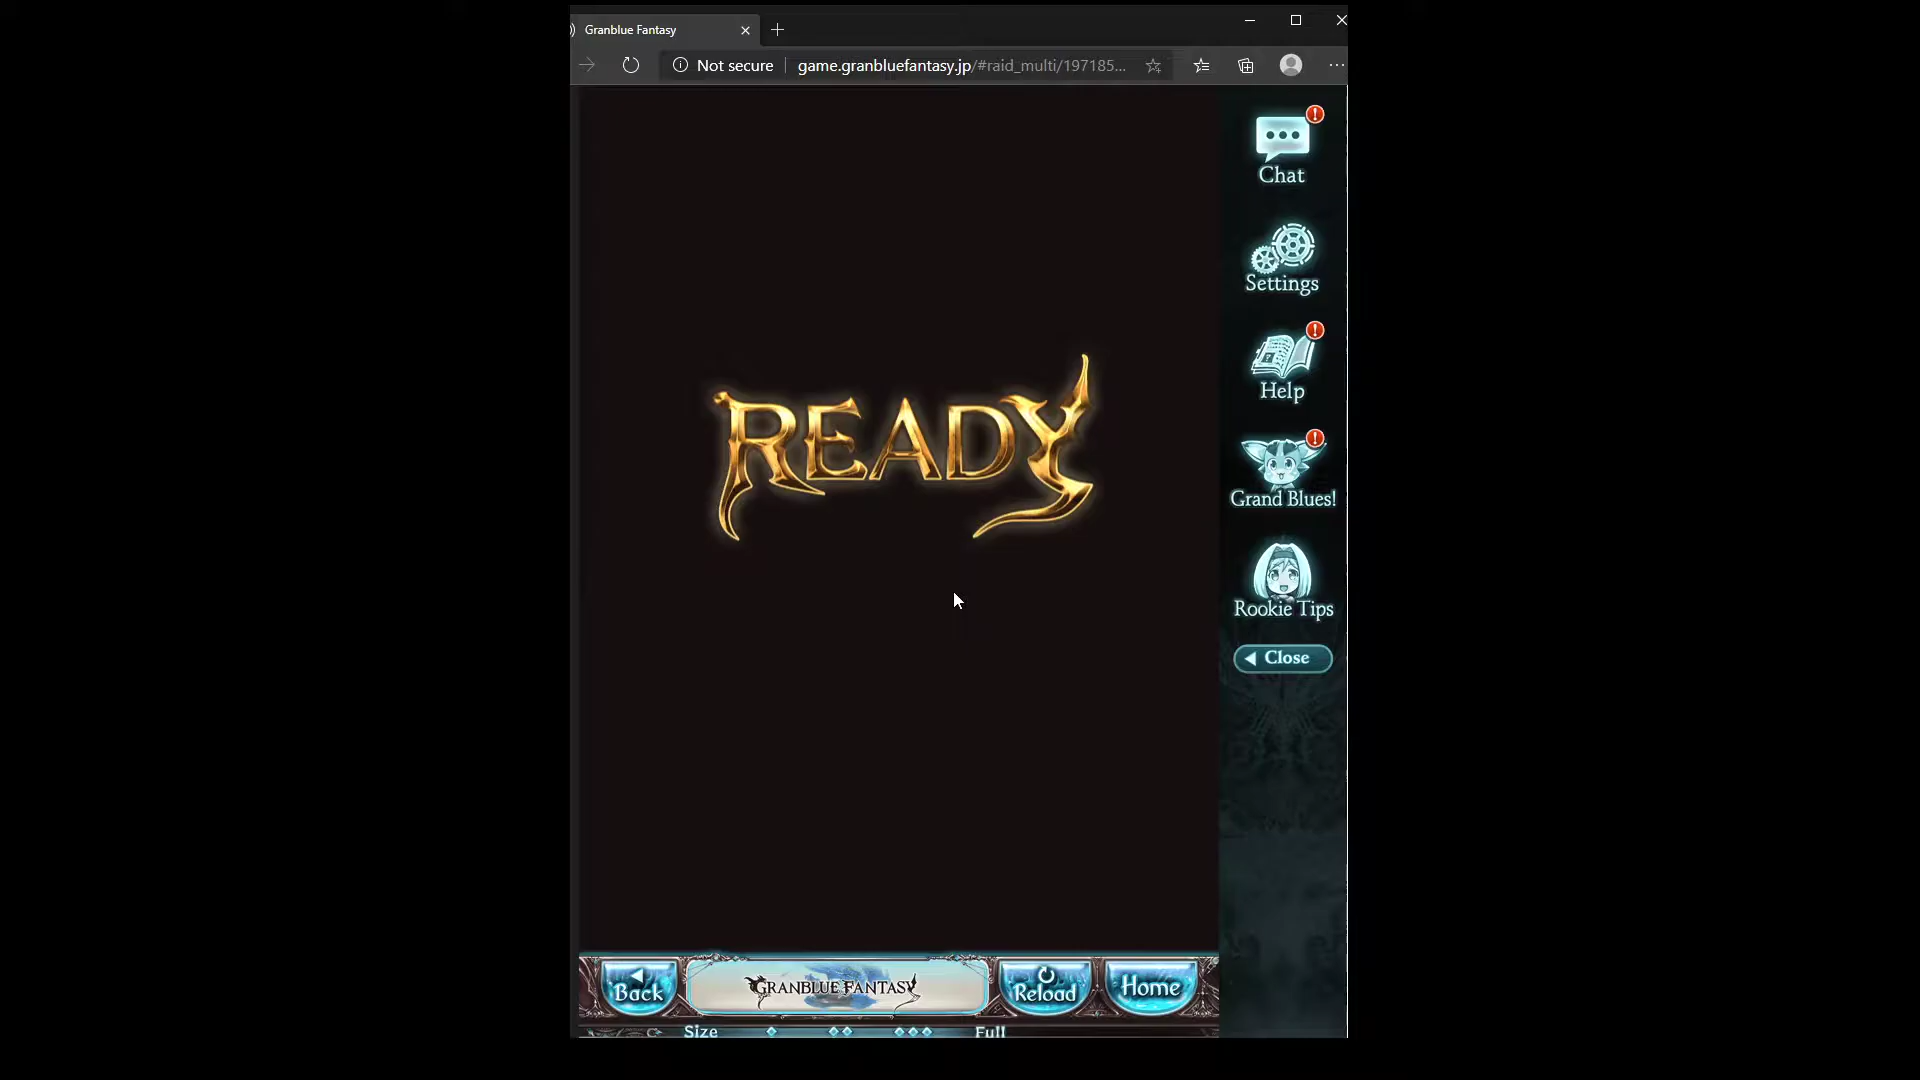 Granblue Fantasy
Not secure
game.granbluefantasy.jp/#raid_multi/197185...
Chat
Settings
Help
Grand Blues!
Rookie Tips
Close
READY
Back
GRANBLUE FANTASY
Reload
Home
Size
Full